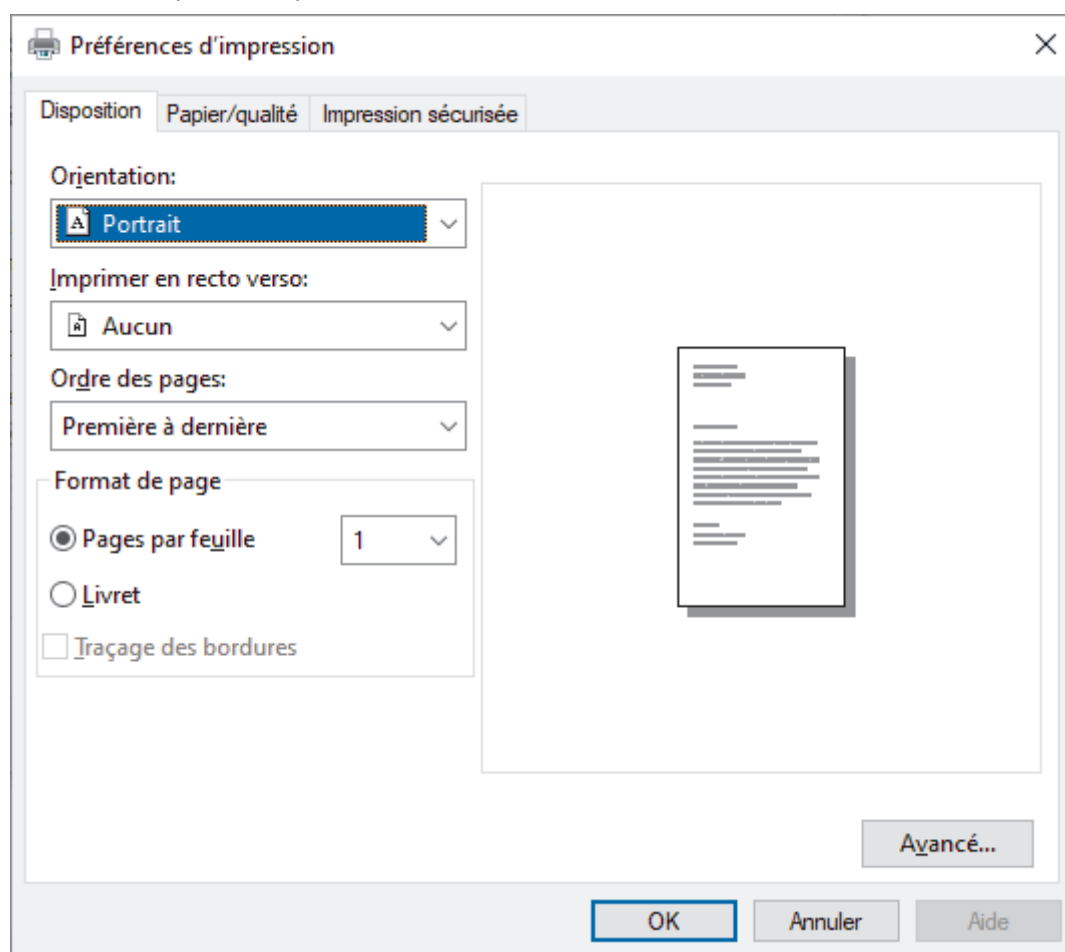 Préférences d'impression
Disposition Papier/qualité Impression sécurisée
Orientation:
Portrait
Imprimer en recto verso:
Aucun
Ordre des pages:
Première à dernière
Format de page
Pages par feuille 1
Livret
Traçage des bordures
Avancé...
OK Annuler Aide